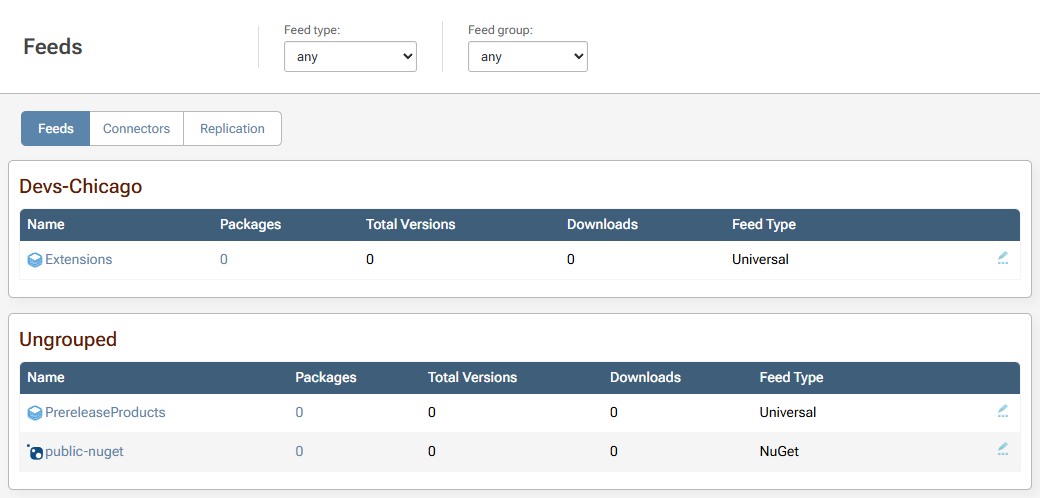 Feeds
Feed type:
any
Feed group:
any
Feeds Connectors Replication
Devs-Chicago
Name Packages Total Versions Downloads Feed Type
Extensions 0 0 0 Universal
Ungrouped
Name Packages Total Versions Downloads Feed Type
PrereleaseProducts 0 0 0 Universal
public-nuget 0 0 0 NuGet